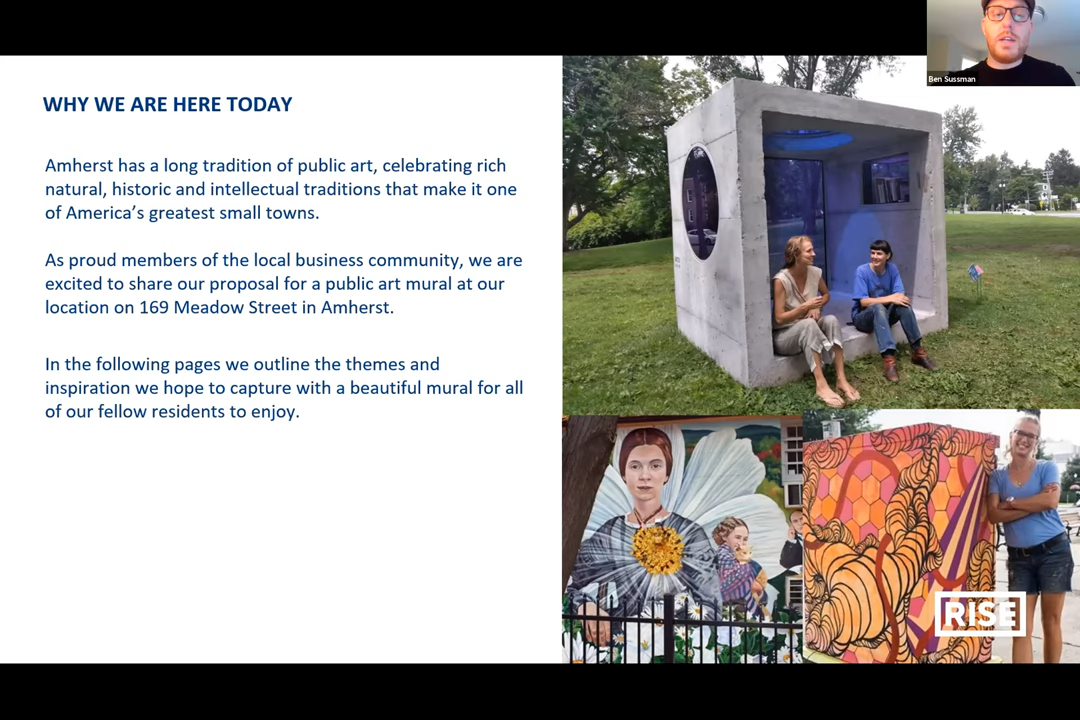 Ben Sussman
WHY WE ARE HERE TODAY
Amherst has a long tradition of public art, celebrating rich
natural, historic and intellectual traditions that make it one
of America's greatest small towns.
As proud members of the local business community, we are
excited to share our proposal for a public art mural at our
location on 169 Meadow Street in Amherst.
In the following pages we outline the themes and
inspiration we hope to capture with a beautiful mural for all
of our fellow residents to enjoy.
RISE